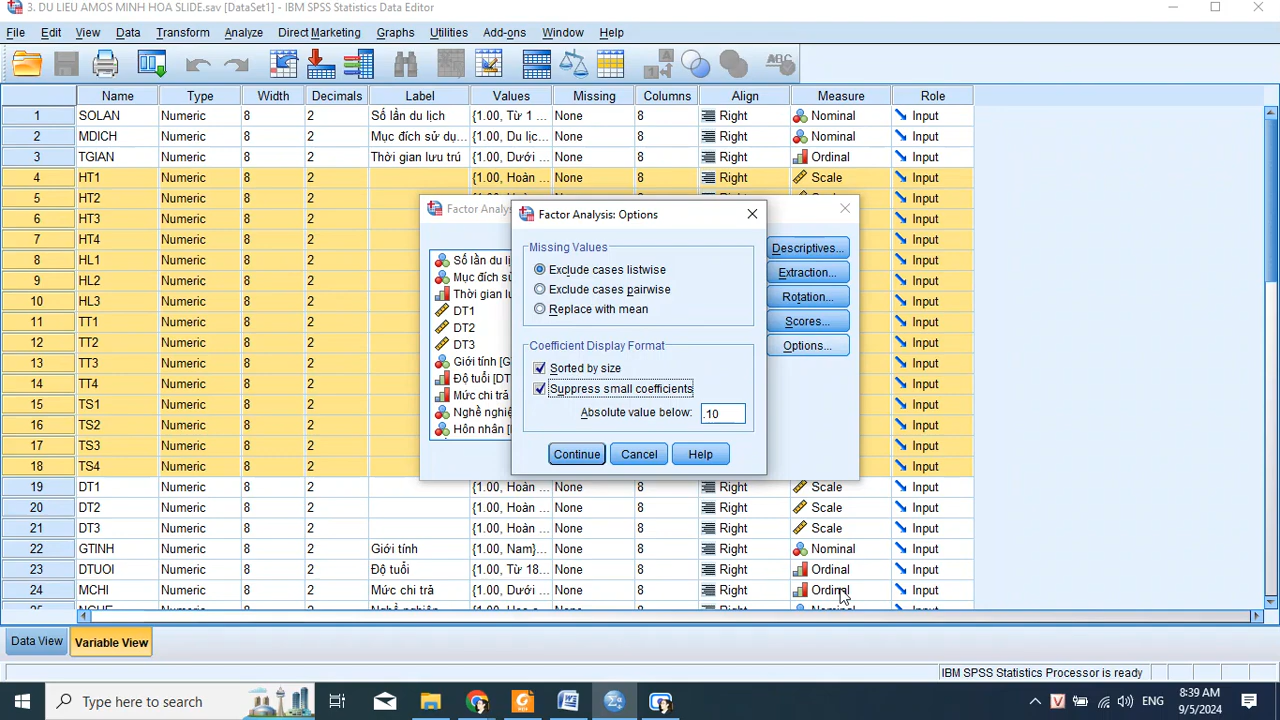 3. DU LIEU AMOS MINH HOA SLIDE.sav [DataSet1] - IBM SPSS Statistics Data Editor
File Edit View Data Transform Analyze Direct Marketing Graphs Utilities Add-ons Window Help
Name Type Width Decimals Label Values Missing Columns Align Measure Role
1 SOLAN Numeric 8 2 Số lần du lịch {1.00, Từ 1 ... None 8 Right Nominal Input
2 MDICH Numeric 8 2 Mục đích sử dụ... {1.00, Du lịc... None 8 Right Nominal Input
3 TGIAN Numeric 8 2 Thời gian lưu trú {1.00, Dưới ... None 8 Right Ordinal Input
4 HT1 Numeric 8 2 {1.00, Hoàn ... None 8 Right Scale Input
5 HT2 Numeric 8 2 Input
6 HT3 Numeric 8 2 Input
7 HT4 Numeric 8 2 Input
8 HL1 Numeric 8 2 Input
9 HL2 Numeric 8 2 Input
10 HL3 Numeric 8 2 Input
11 TT1 Numeric 8 2 Input
12 TT2 Numeric 8 2 Input
13 TT3 Numeric 8 2 Input
14 TT4 Numeric 8 2 Input
15 TS1 Numeric 8 2 Input
16 TS2 Numeric 8 2 Input
17 TS3 Numeric 8 2 Input
18 TS4 Numeric 8 2 Input
19 DT1 Numeric 8 2 {1.00, Hoàn ... None 8 Right Scale Input
20 DT2 Numeric 8 2 {1.00, Hoàn ... None 8 Right Scale Input
21 DT3 Numeric 8 2 {1.00, Hoàn ... None 8 Right Scale Input
22 GTINH Numeric 8 2 Giới tính {1.00, Nam}... None 8 Right Nominal Input
23 DTUOI Numeric 8 2 Độ tuổi {1.00, Từ 18... None 8 Right Ordinal Input
24 MCHI Numeric 8 2 Mức chi trả {1.00, Dưới ... None 8 Right Ordinal Input
Factor Analys
Số lần du l
Mục đích sử
Thời gian lư
DT1
DT2
DT3
Giới tính [G
Độ tuổi [DT
Mức chi trả
Nghề nghiệ
Hôn nhân [
Descriptives...
Extraction...
Rotation...
Scores...
Options...
Factor Analysis: Options
Missing Values
Exclude cases listwise
Exclude cases pairwise
Replace with mean
Coefficient Display Format
Sorted by size
Suppress small coefficients
Absolute value below: .10
Continue Cancel Help
Data View Variable View
IBM SPSS Statistics Processor is ready
Type here to search
ENG
8:39 AM
9/5/2024